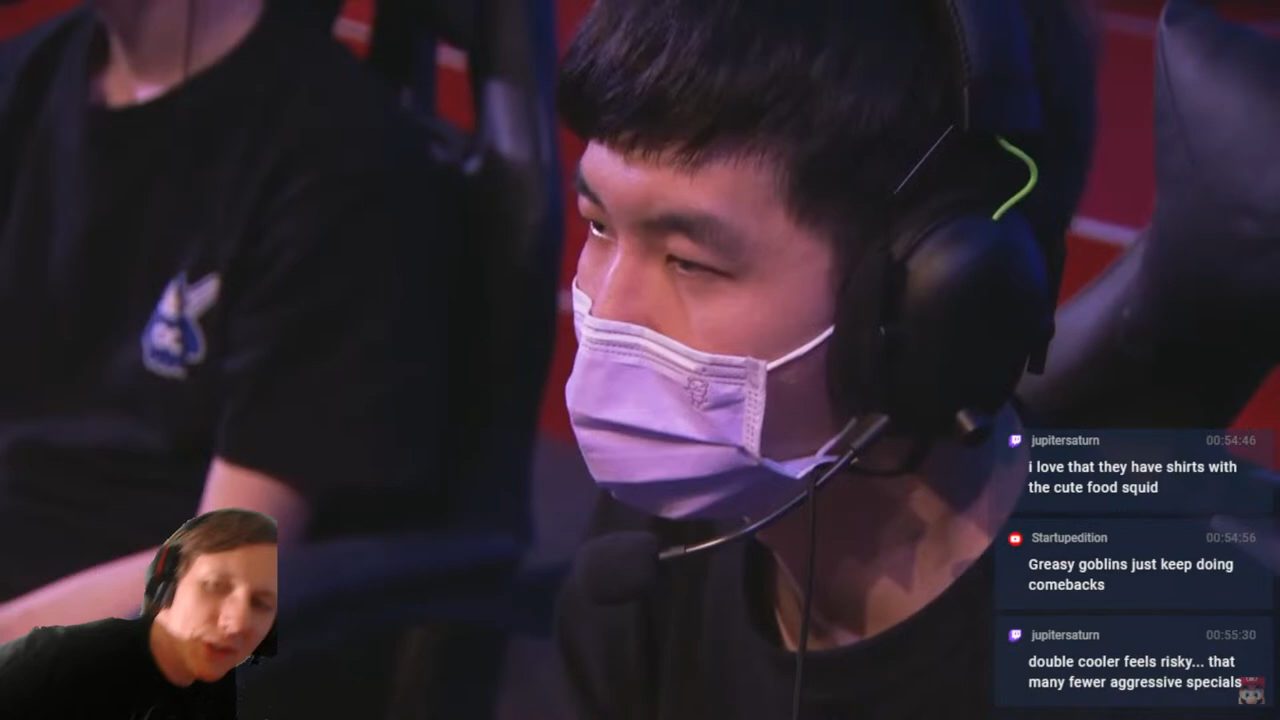 jupitersaturn 00:54:46
i love that they have shirts with
the cute food squid
Startupedition 00:54:56
Greasy goblins just keep doing
comebacks
jupitersaturn 00:55:30
double cooler feels risky... that
many fewer aggressive specials